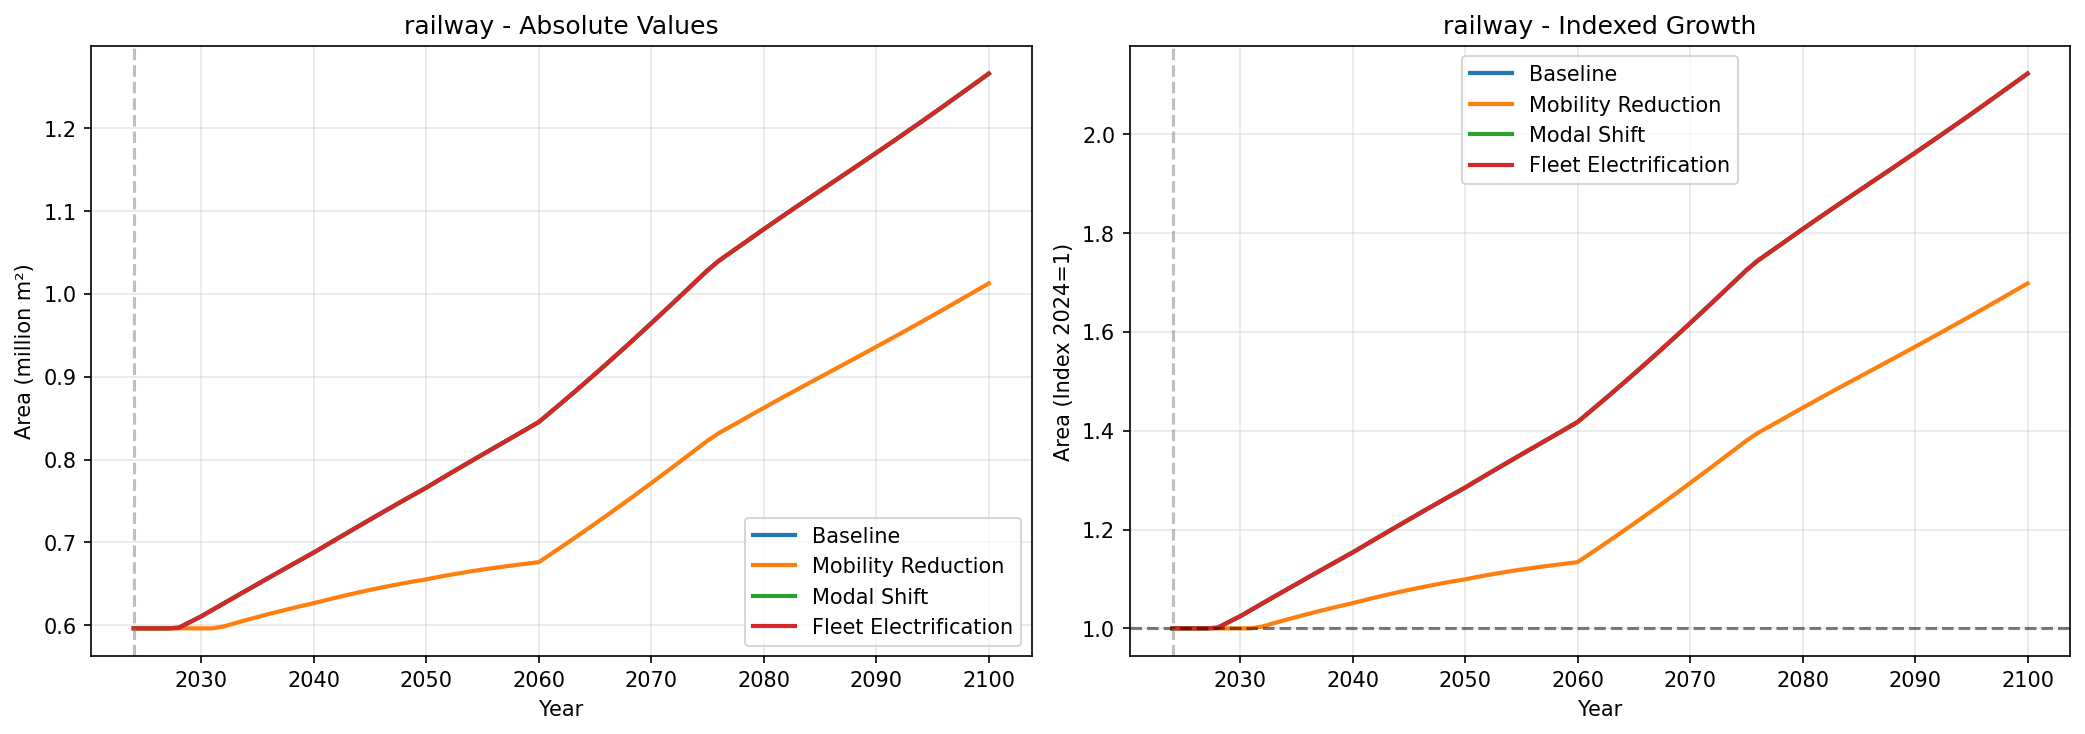 railway - Absolute Values
Area (million m²)
1.2
1.1
1.0
0.9
0.8
0.7
0.6
Baseline
Mobility Reduction
Modal Shift
Fleet Electrification
2030 2040 2050 2060 2070 2080 2090 2100
Year
railway - Indexed Growth
Area (Index 2024=1)
2.0
1.8
1.6
1.4
1.2
1.0
Baseline
Mobility Reduction
Modal Shift
Fleet Electrification
2030 2040 2050 2060 2070 2080 2090 2100
Year